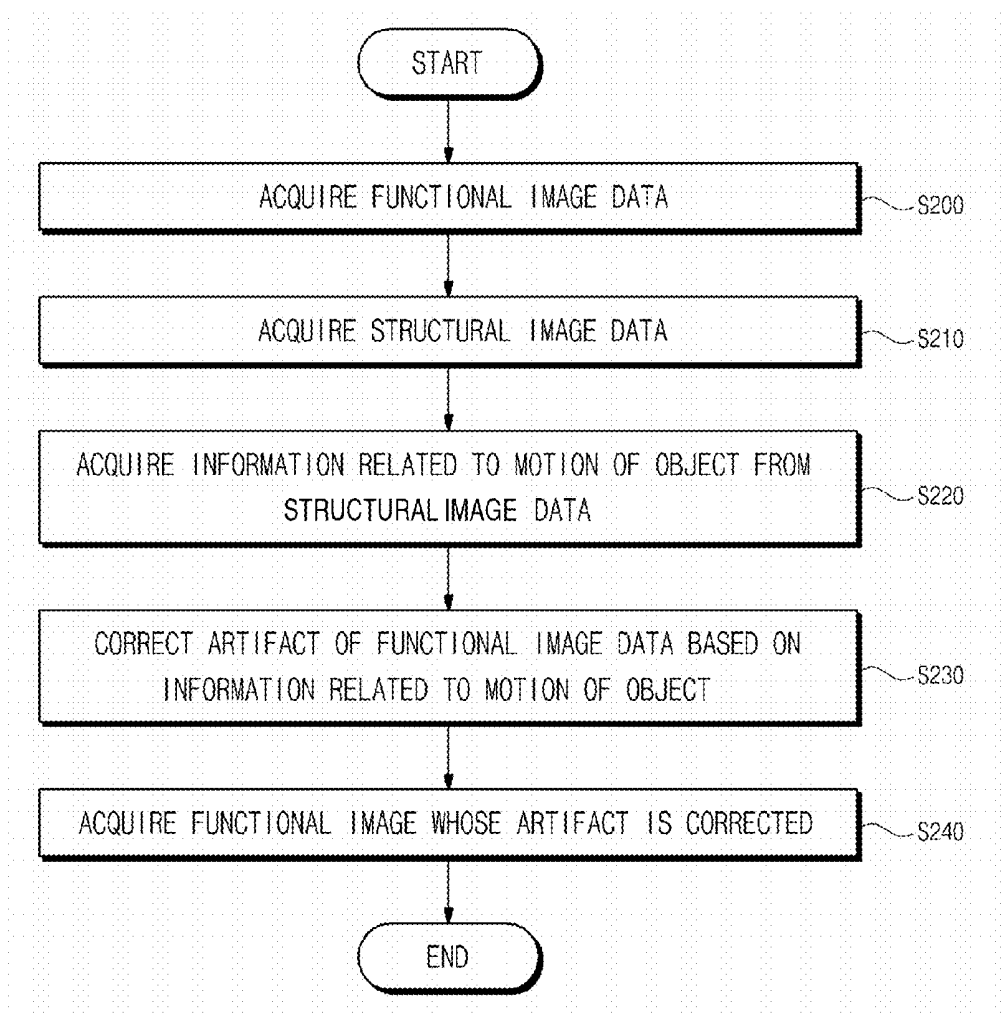 START
ACQUIRE FUNCTIONAL IMAGE DATA
S200
ACQUIRE STRUCTURAL IMAGE DATA
S210
ACQUIRE INFORMATION RELATED TO MOTION OF OBJECT FROM
STRUCTURAL IMAGE DATA
S220
CORRECT ARTIFACT OF FUNCTIONAL IMAGE DATA BASED ON
INFORMATION RELATED TO MOTION OF OBJECT
S230
ACQUIRE FUNCTIONAL IMAGE WHOSE ARTIFACT IS CORRECTED
S240
END